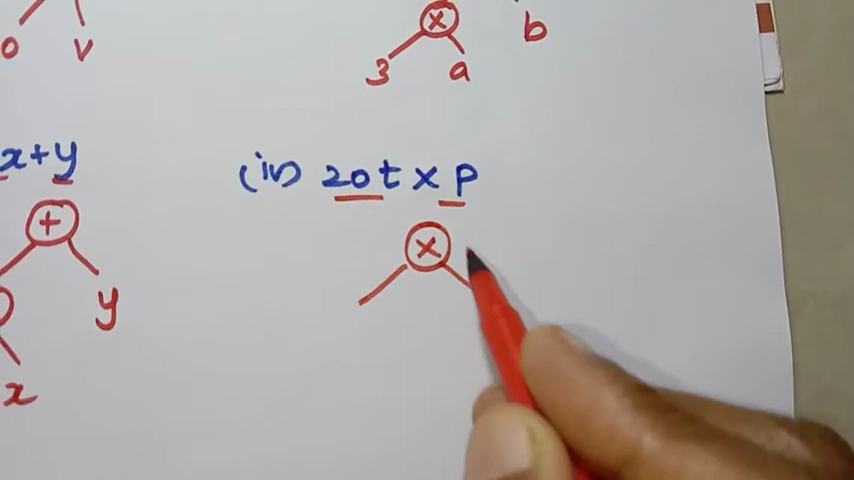 o v
x
3 a
b
x+y
(iv) 20t x p
+
x
y
x